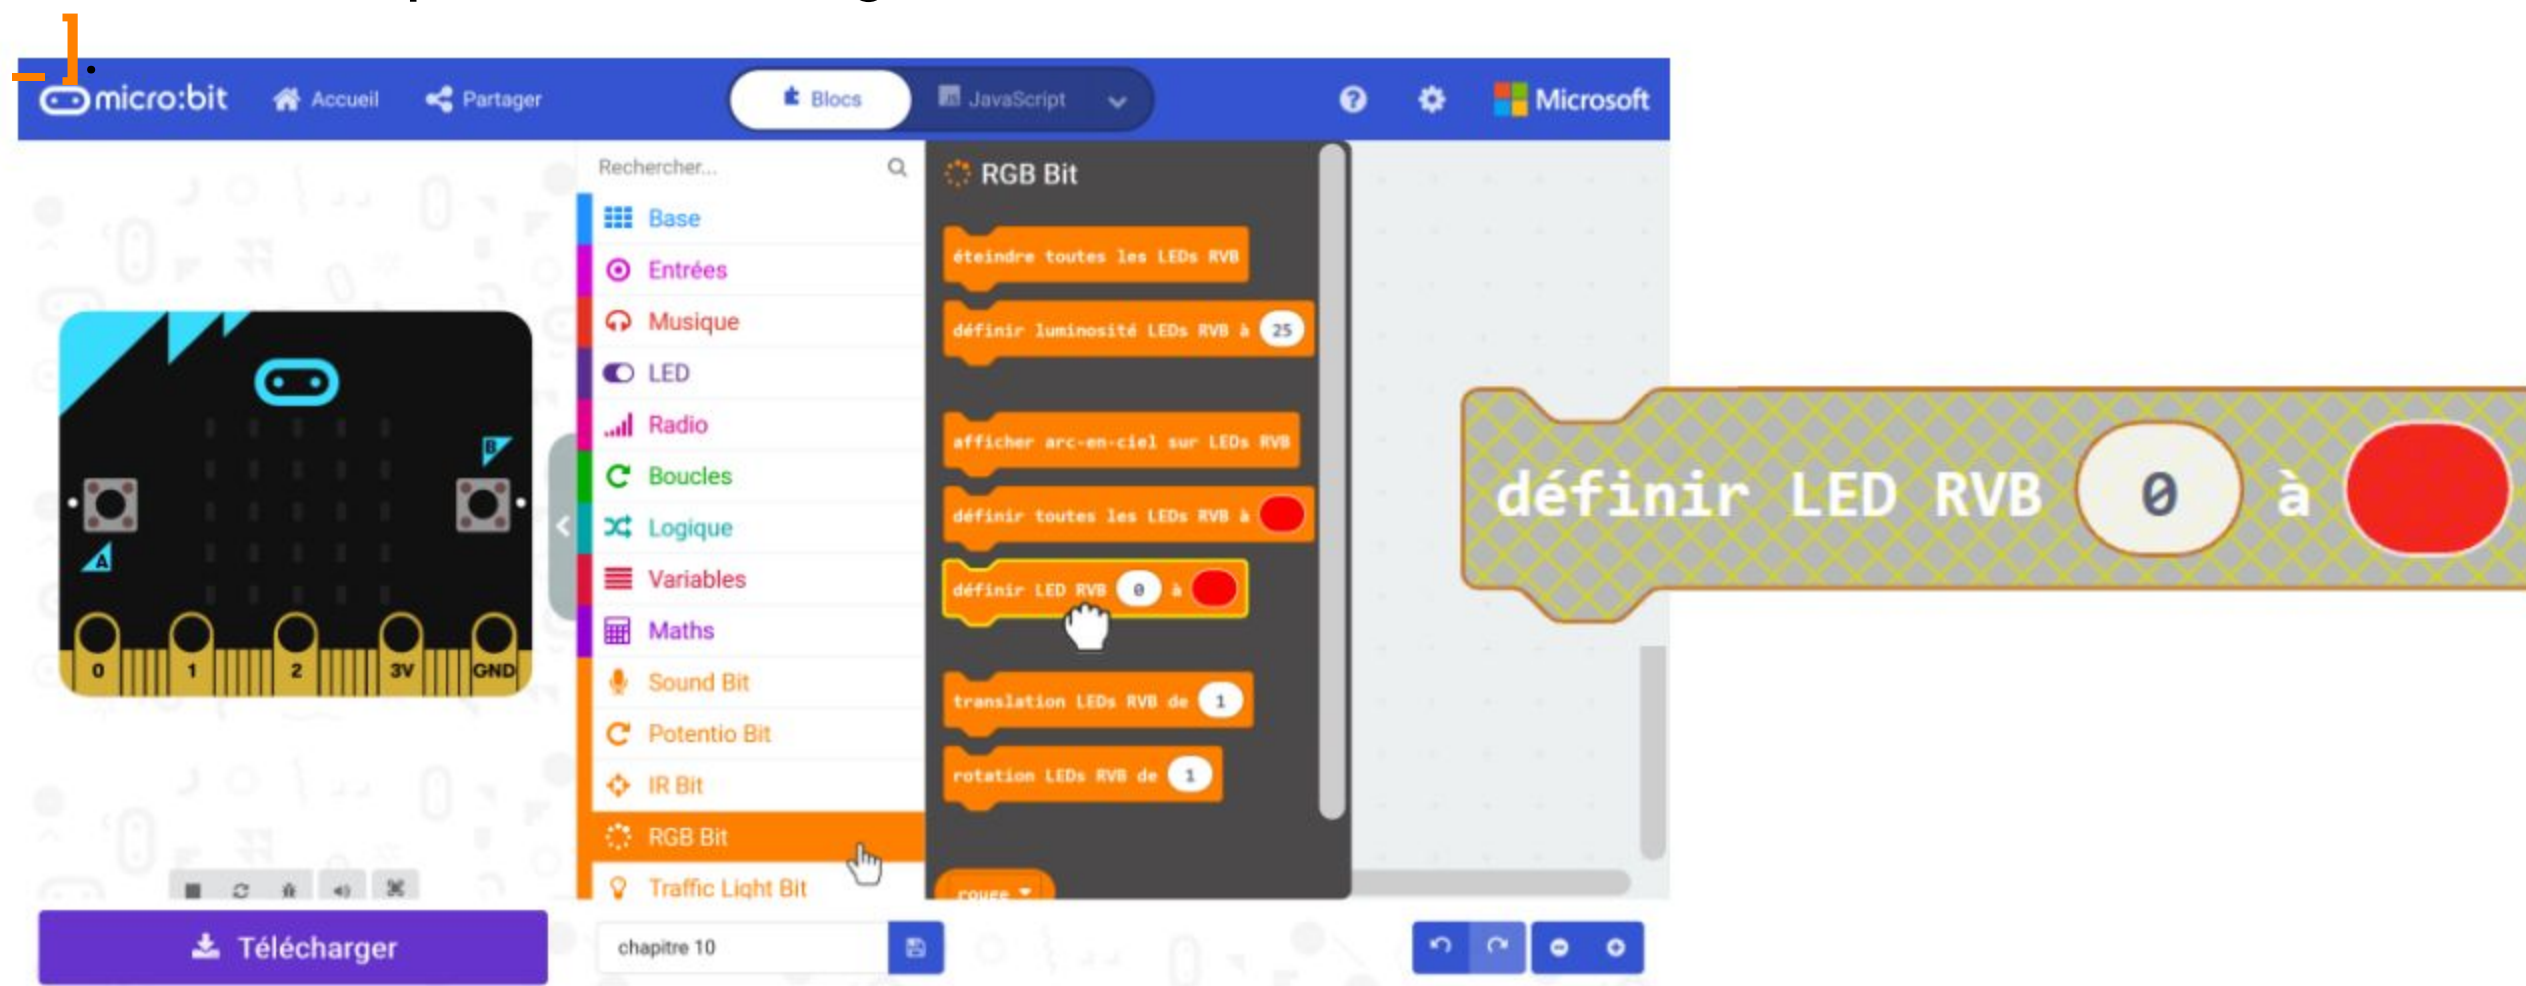 _].
micro:bit Accueil Partager Blocs JavaScript Microsoft
Rechercher...
Base
Entrées
Musique
LED
Radio
Boucles
Logique
Variables
Maths
Sound Bit
Potentio Bit
IR Bit
RGB Bit
Traffic Light Bit
RGB Bit
éteindre toutes les LEDs RVB
définir luminosité LEDs RVB à 25
afficher arc-en-ciel sur LEDs RVB
définir toutes les LEDs RVB à
définir LED RVB 0 à
translation LEDs RVB de 1
rotation LEDs RVB de 1
rouge
définir LED RVB 0 à
B
A
0 1 2 3V GND
Télécharger
chapitre 10